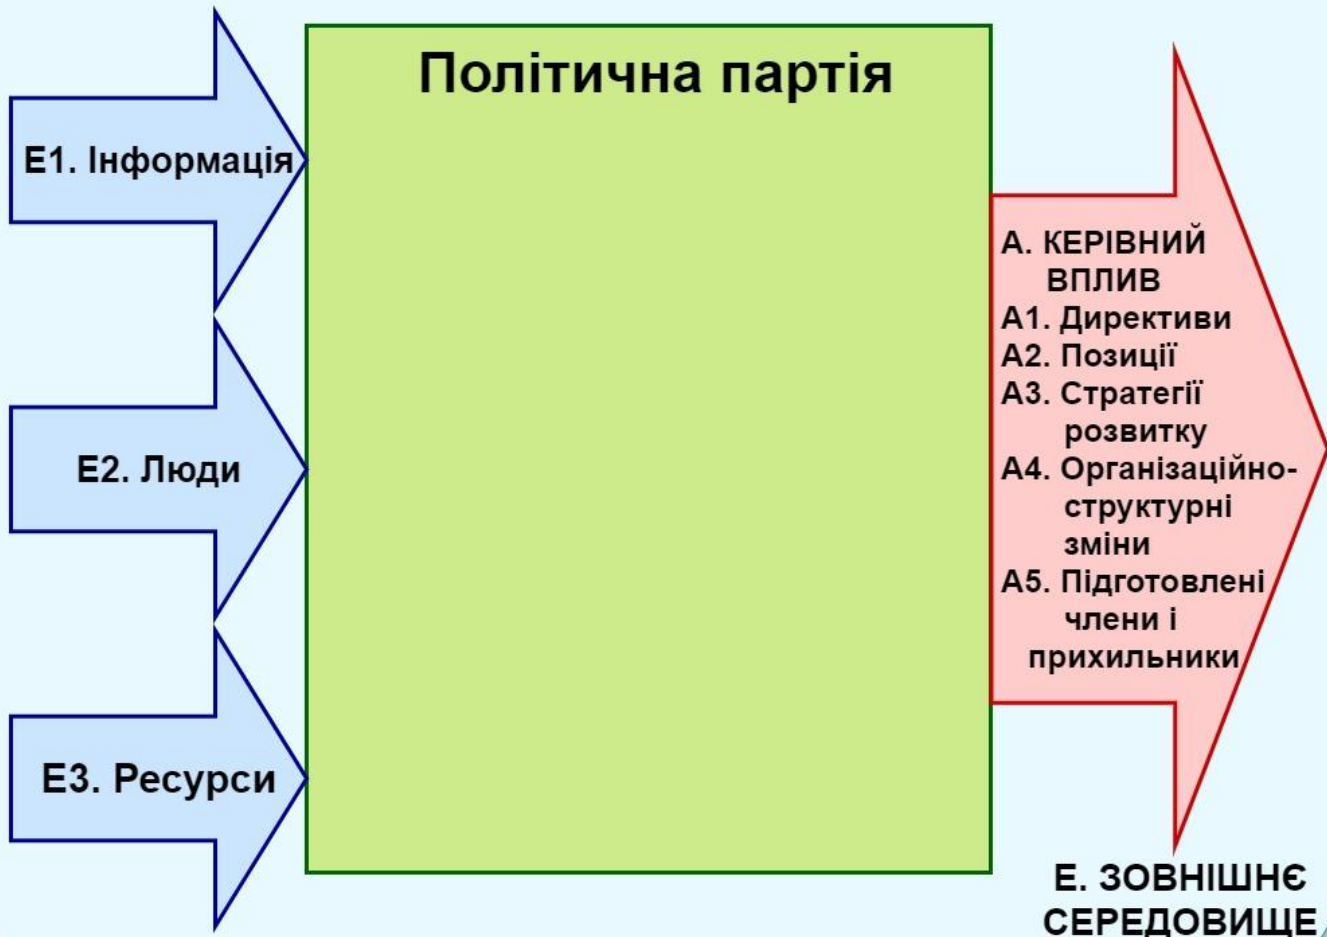 Політична партія
Е1. Інформація
Е2. Люди
Е3. Ресурси
А. КЕРІВНИЙ
ВПЛИВ
А1. Директиви
А2. Позиції
А3. Стратегії
розвитку
А4. Організаційно-
структурні
зміни
А5. Підготовлені
члени і
прихильники
Е. ЗОВНІШНЄ
СЕРЕДОВИЩЕ